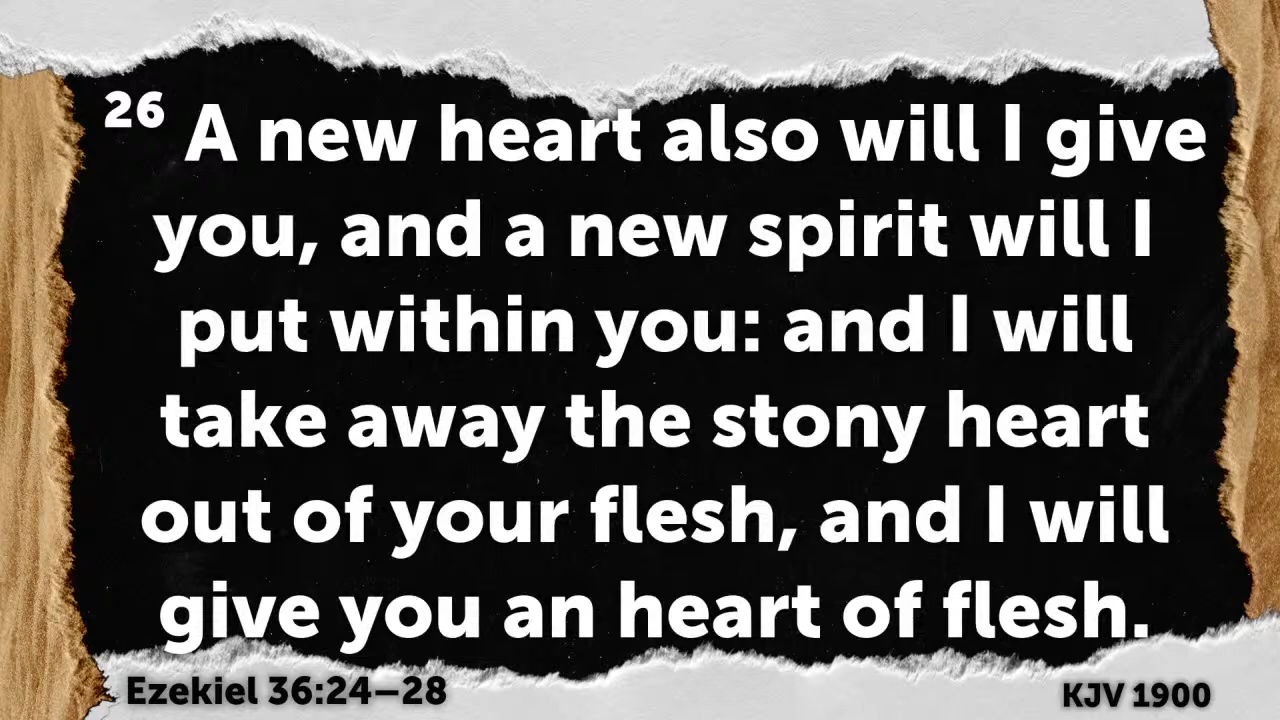 26 A new heart also will I give
you, and a new spirit will I
put within you: and I will
take away the stony heart
out of your flesh, and I will
give you an heart of flesh.
Ezekiel 36:24–28
KJV 1900